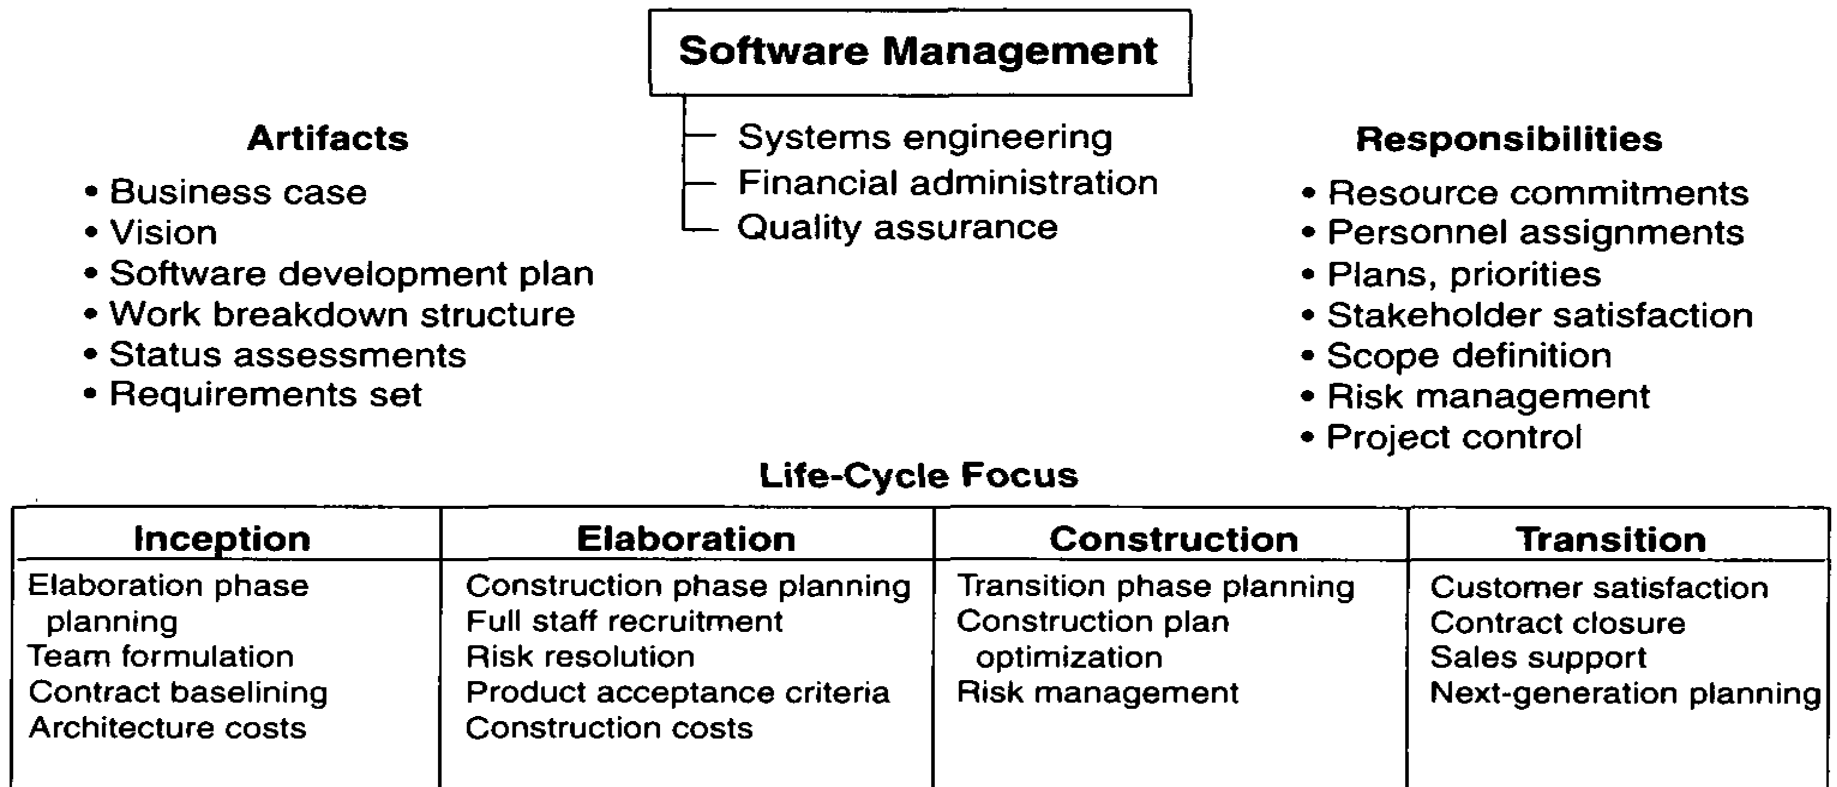 Software Management
Systems engineering
Financial administration
Quality assurance
Artifacts
• Business case
• Vision
• Software development plan
• Work breakdown structure
• Status assessments
• Requirements set
Responsibilities
• Resource commitments
• Personnel assignments
• Plans, priorities
• Stakeholder satisfaction
• Scope definition
• Risk management
• Project control
Life-Cycle Focus
Inception
Elaboration phase
planning
Team formulation
Contract baselining
Architecture costs
Elaboration
Construction phase planning
Full staff recruitment
Risk resolution
Product acceptance criteria
Construction costs
Construction
Transition phase planning
Construction plan
optimization
Risk management
Transition
Customer satisfaction
Contract closure
Sales support
Next-generation planning